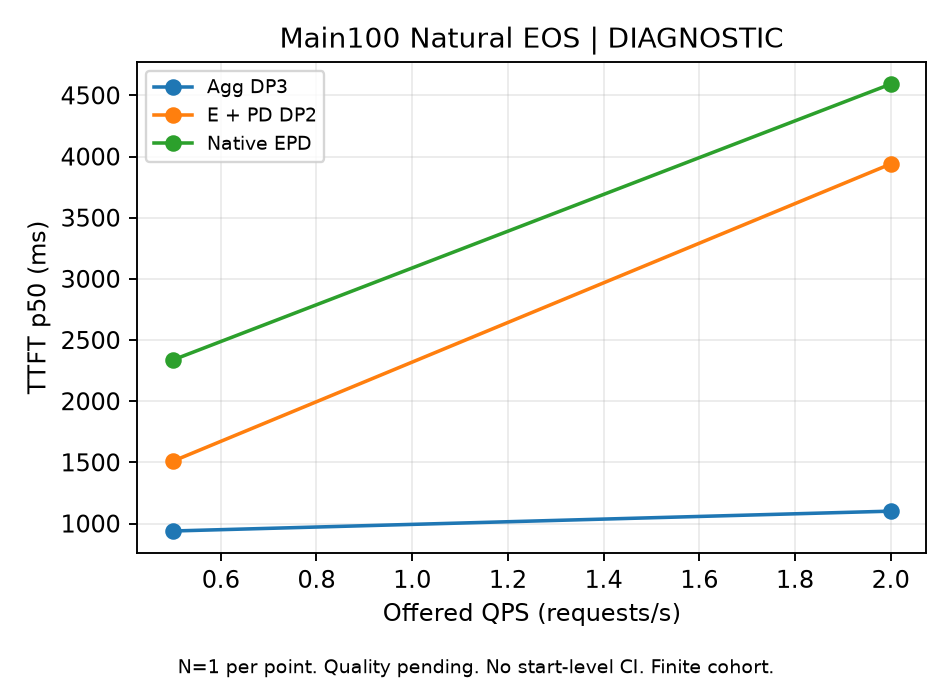 Main100 Natural EOS | DIAGNOSTIC
Agg DP3
E + PD DP2
Native EPD
TTFT p50 (ms)
4500
4000
3500
3000
2500
2000
1500
1000
0.6 0.8 1.0 1.2 1.4 1.6 1.8 2.0
Offered QPS (requests/s)
N=1 per point. Quality pending. No start-level CI. Finite cohort.